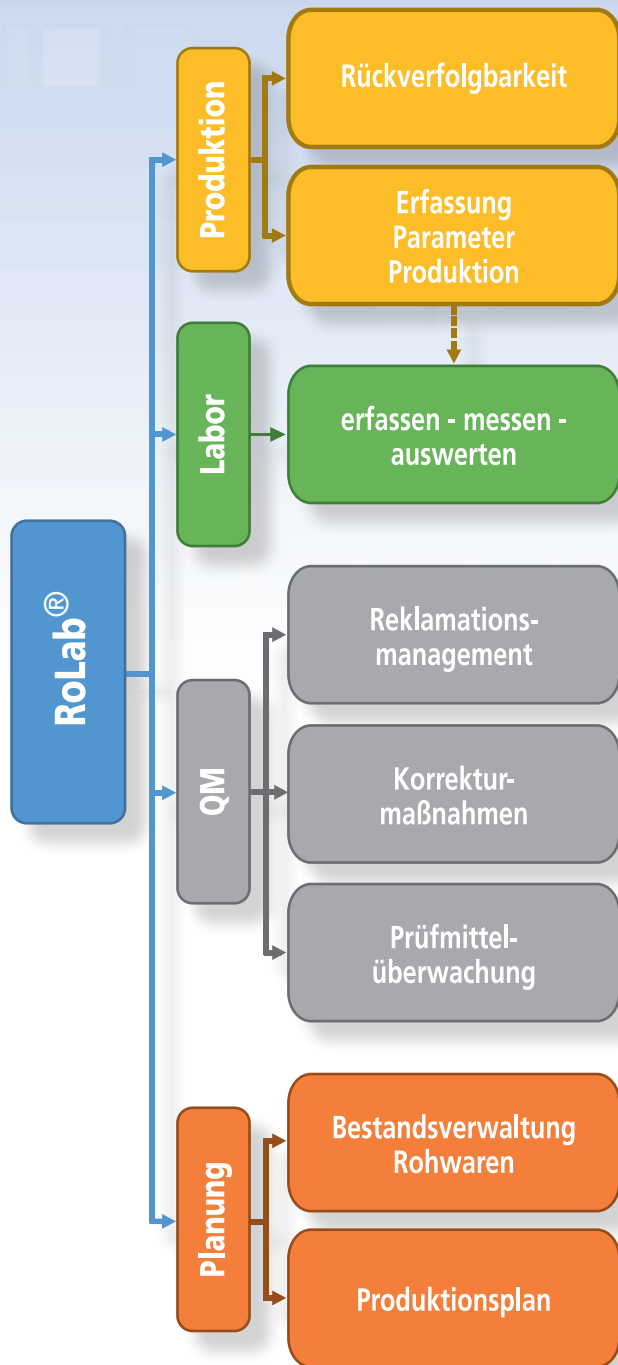 RoLab®
Produktion
Rückverfolgbarkeit
Erfassung
Parameter
Produktion
Labor
erfassen - messen -
auswerten
QM
Reklamations-
management
Korrektur-
maßnahmen
Prüfmittel-
überwachung
Planung
Bestandsverwaltung
Rohwaren
Produktionsplan